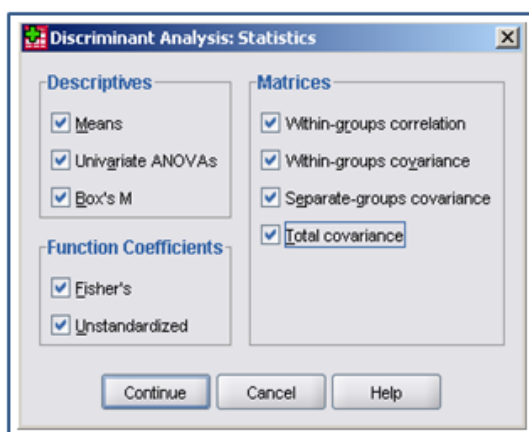 Discriminant Analysis: Statistics
Descriptives
Means
Univariate ANOVAs
Box's M
Function Coefficients
Fisher's
Unstandardized
Matrices
Within-groups correlation
Within-groups covariance
Separate-groups covariance
Total covariance
Continue
Cancel
Help